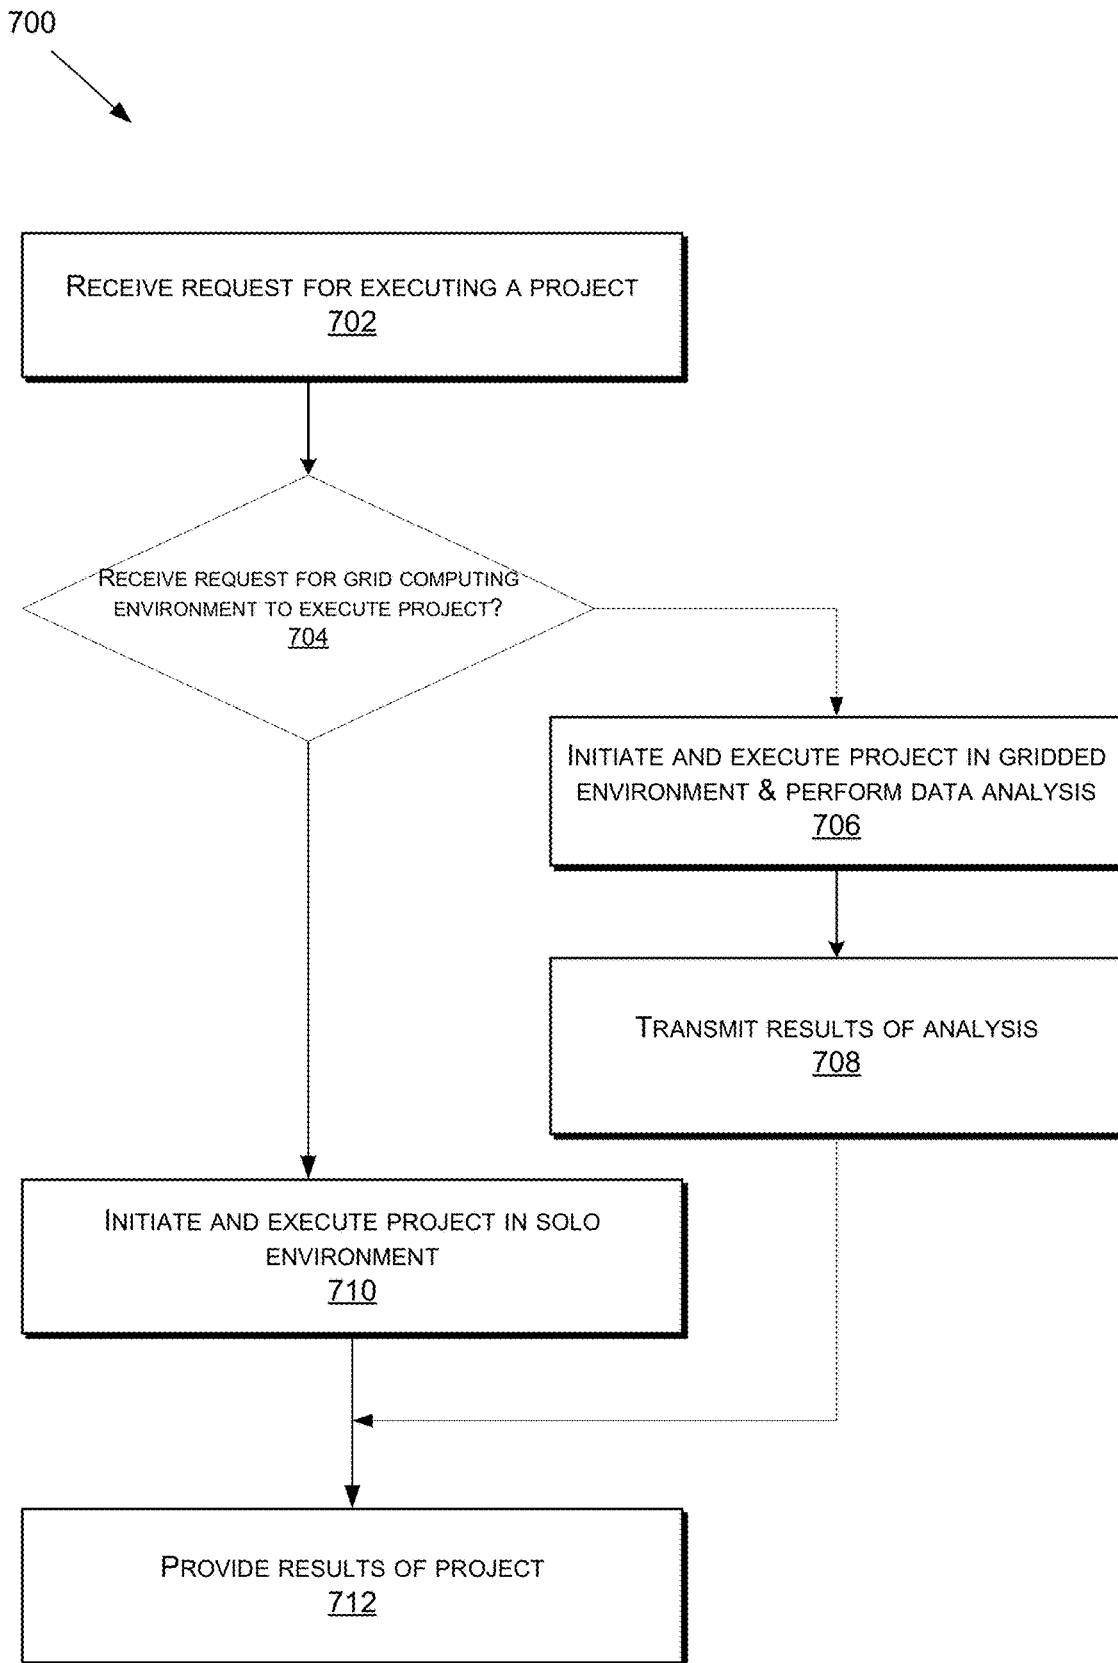 700
RECEIVE REQUEST FOR EXECUTING A PROJECT
702
RECEIVE REQUEST FOR GRID COMPUTING
ENVIRONMENT TO EXECUTE PROJECT?
704
INITIATE AND EXECUTE PROJECT IN GRIDDED
ENVIRONMENT & PERFORM DATA ANALYSIS
706
TRANSMIT RESULTS OF ANALYSIS
708
INITIATE AND EXECUTE PROJECT IN SOLO
ENVIRONMENT
710
PROVIDE RESULTS OF PROJECT
712